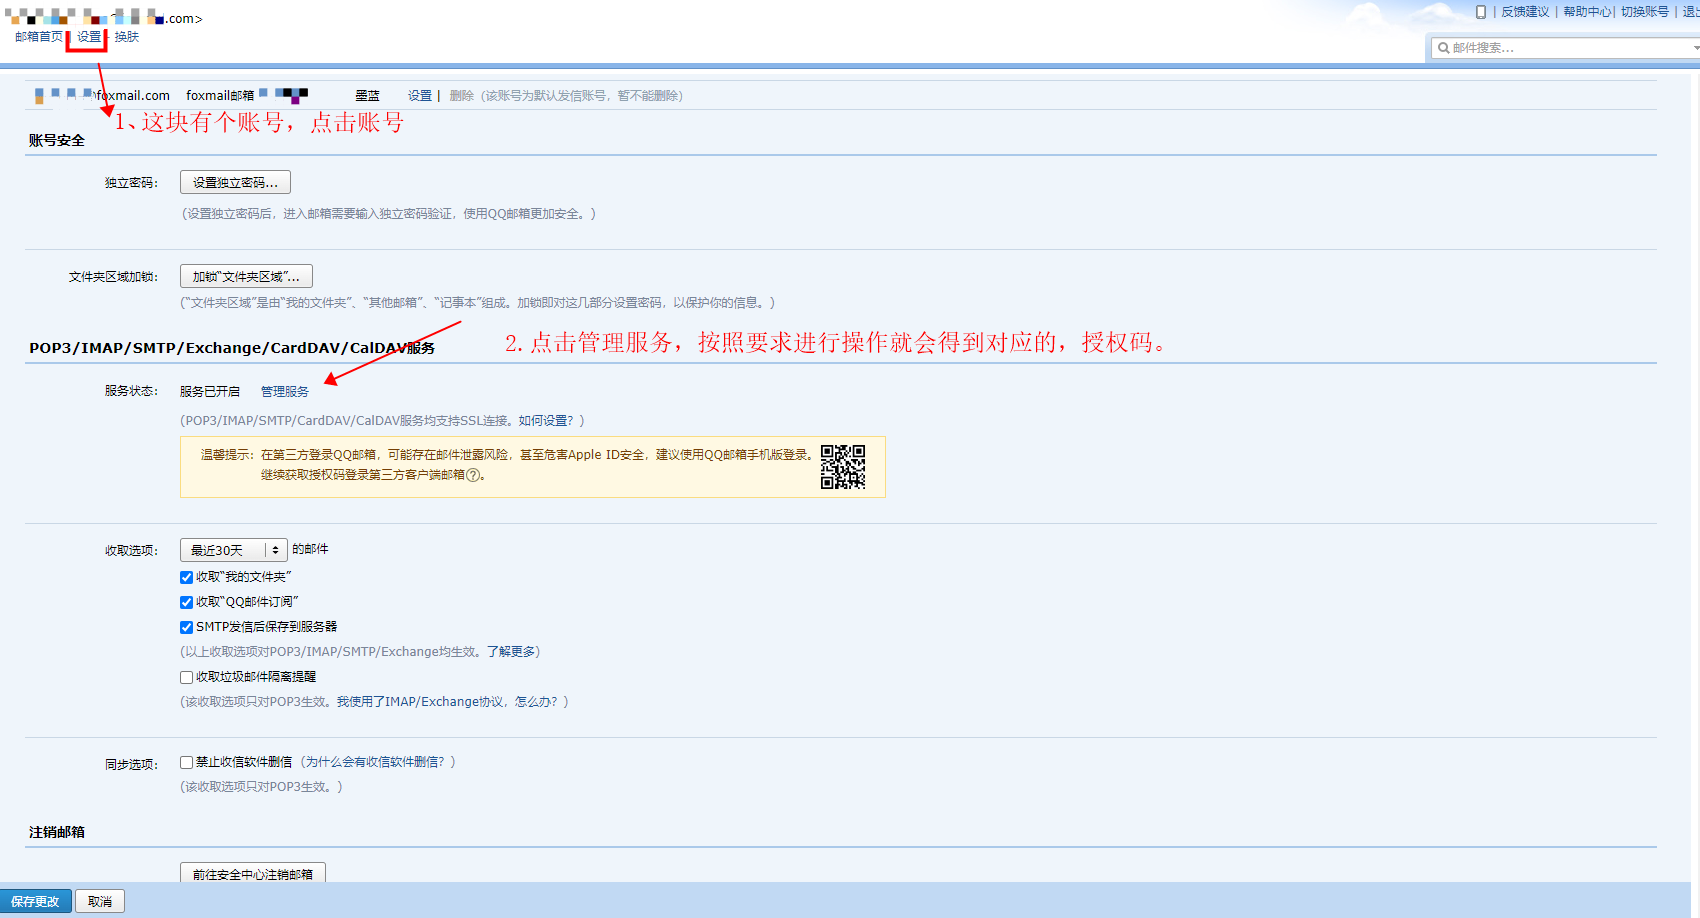 .com>
反馈建议 | 帮助中心 | 切换账号 | 退出
邮箱首页 | 设置 - 换肤
邮件搜索...
foxmail.com foxmail邮箱 墨蓝 设置 | 删除（该账号为默认发信账号，暂不能删除）
1、这块有个账号，点击账号
账号安全
独立密码： 设置独立密码...
（设置独立密码后，进入邮箱需要输入独立密码验证，使用QQ邮箱更加安全。）
文件夹区域加锁： 加锁“文件夹区域”...
（“文件夹区域”是由“我的文件夹”、“其他邮箱”、“记事本”组成。加锁即对这几部分设置密码，以保护你的信息。）
2.点击管理服务，按照要求进行操作就会得到对应的，授权码。
POP3/IMAP/SMTP/Exchange/CardDAV/CalDAV服务
服务状态： 服务已开启 管理服务
（POP3/IMAP/SMTP/CardDAV/CalDAV服务均支持SSL连接。如何设置？）
温馨提示：在第三方登录QQ邮箱，可能存在邮件泄露风险，甚至危害Apple ID安全，建议使用QQ邮箱手机版登录。
继续获取授权码登录第三方客户端邮箱?。
收取选项： 最近30天 的邮件
收取“我的文件夹”
收取“QQ邮件订阅”
SMTP发信后保存到服务器
（以上收取选项对POP3/IMAP/SMTP/Exchange均生效。了解更多）
收取垃圾邮件隔离提醒
（该收取选项只对POP3生效。我使用了IMAP/Exchange协议，怎么办？）
同步选项： 禁止收信软件删信（为什么会有收信软件删信？）
（该收取选项只对POP3生效。）
注销邮箱
前往安全中心注销邮箱
保存更改 取消